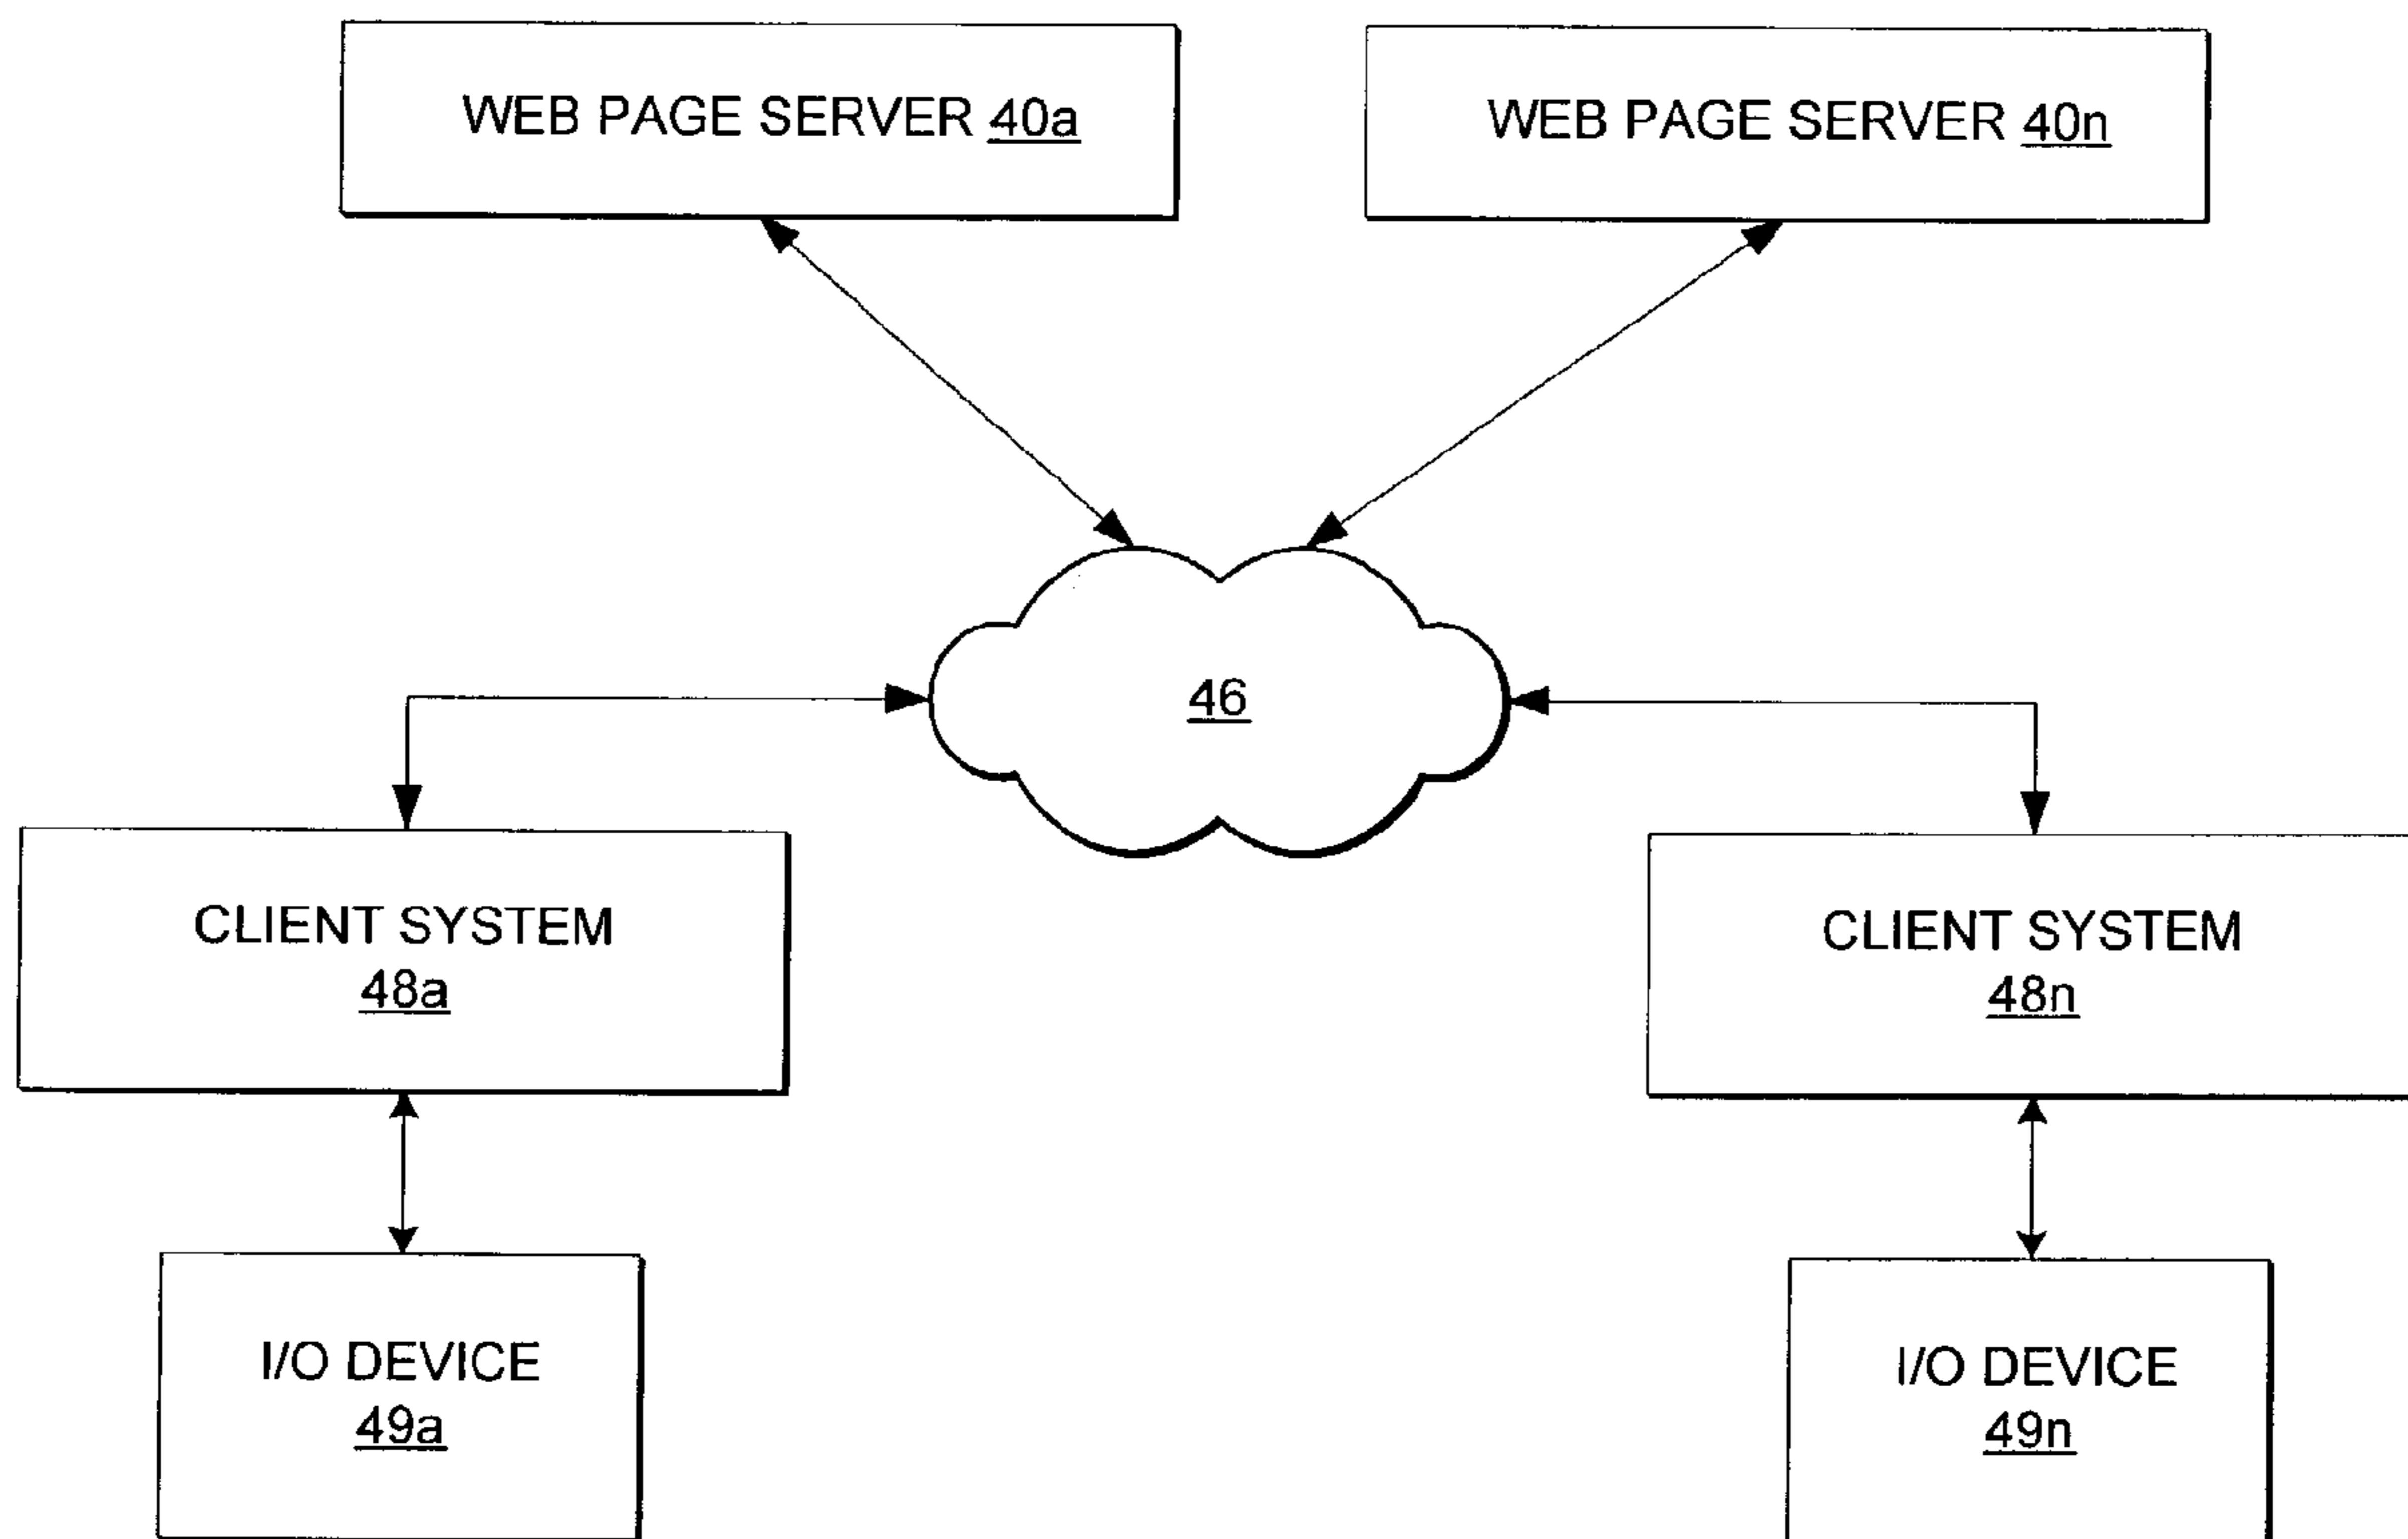 WEB PAGE SERVER 40a
WEB PAGE SERVER 40n
46
CLIENT SYSTEM
48a
CLIENT SYSTEM
48n
I/O DEVICE
49a
I/O DEVICE
49n